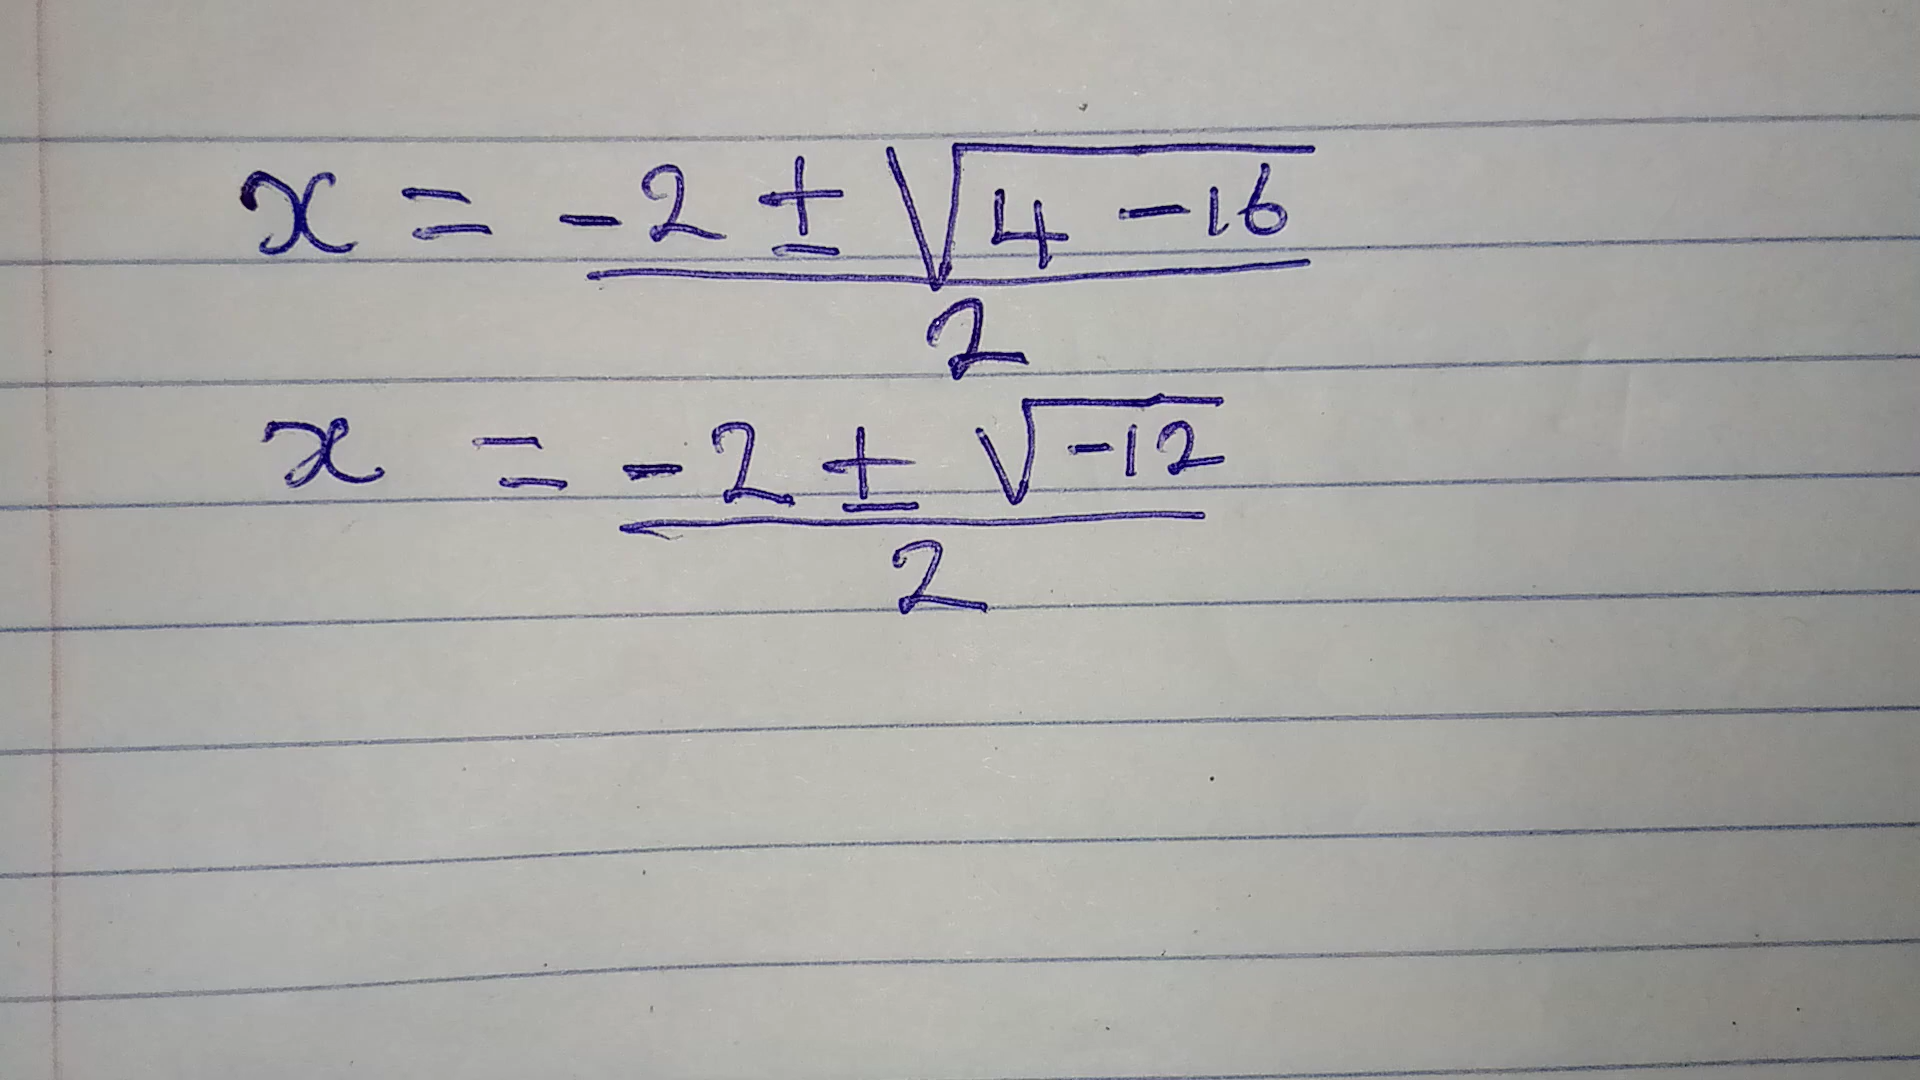 x = (-2 ± √(4 - 16)) / 2
x = (-2 ± √(-12)) / 2